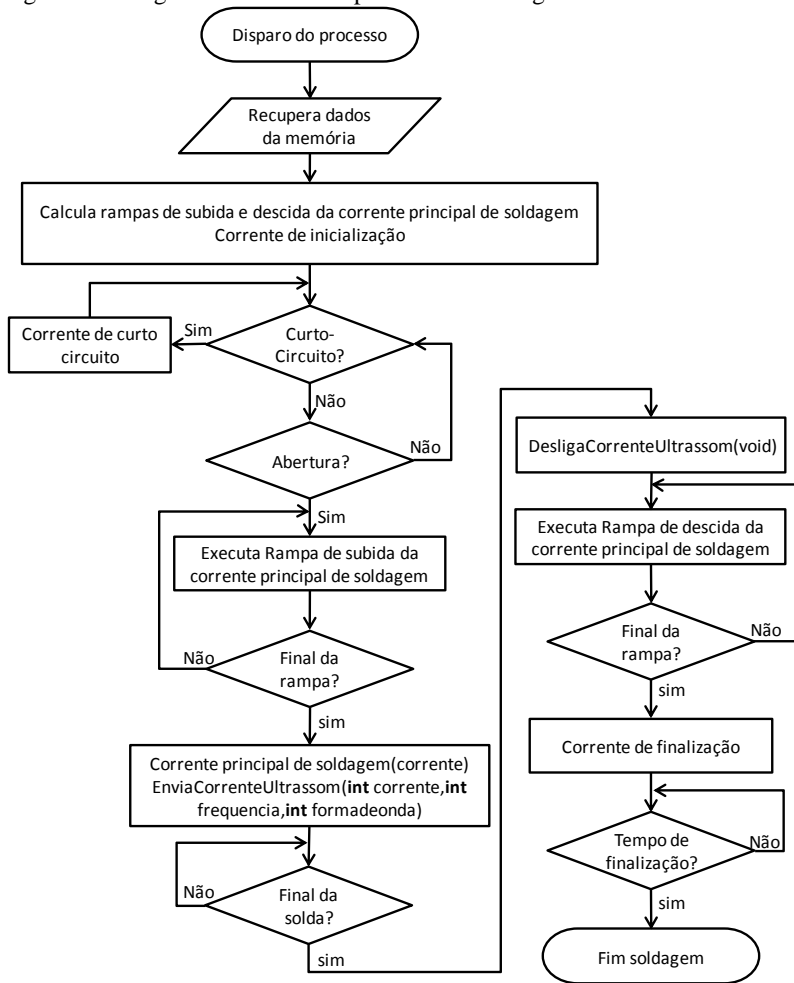 Disparo do processo
Recupera dados
da memória
Calcula rampas de subida e descida da corrente principal de soldagem
Corrente de inicialização
Corrente de curto
circuito
Sim
Curto-
Circuito?
Não
Abertura?
Não
Sim
Executa Rampa de subida da
corrente principal de soldagem
Não
Final da
rampa?
sim
Corrente principal de soldagem(corrente)
EnviaCorrenteUltrassom(int corrente,int
frequencia,int formadeonda)
Não
Final da
solda?
sim
DesligaCorrenteUltrassom(void)
Executa Rampa de descida da
corrente principal de soldagem
Final da
rampa?
Não
sim
Corrente de finalização
Tempo de
finalização?
Não
sim
Fim soldagem